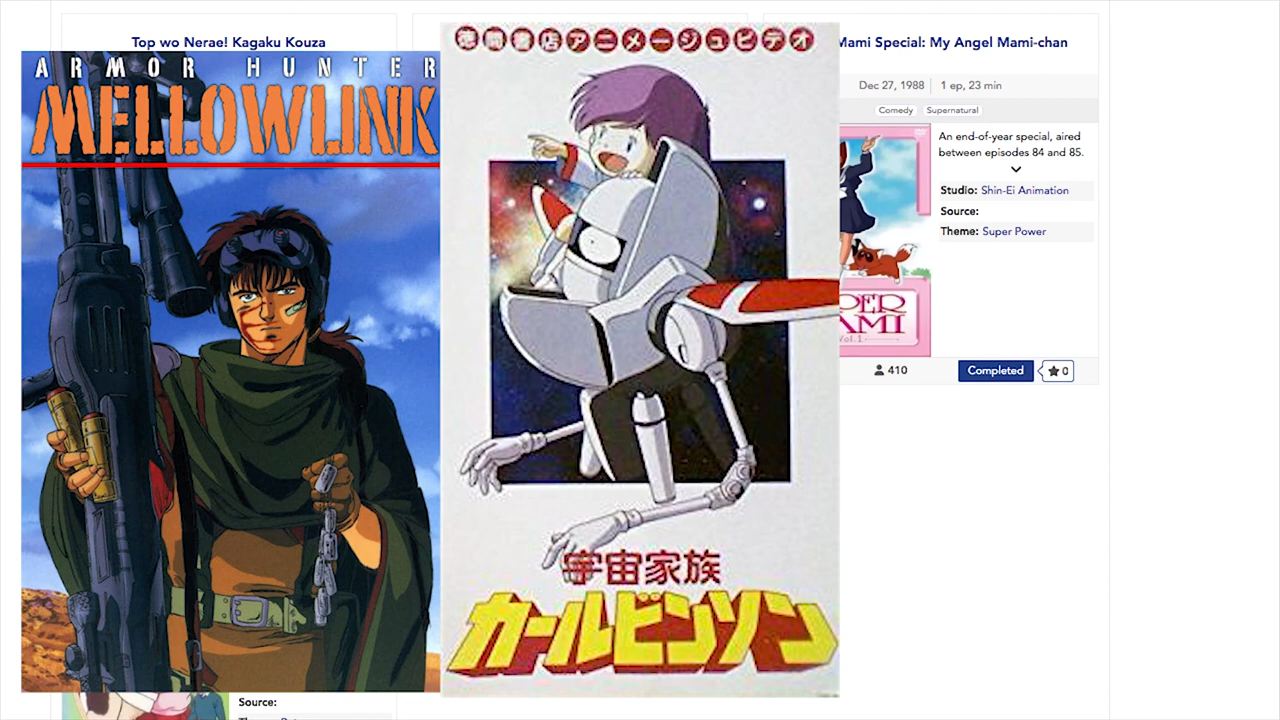 Top wo Nerae! Kagaku Kouza
ARMOR HUNTER
MELLOWLINK
徳間書店アニメージュビデオ
宇宙家族
カールビンソン
Mami Special: My Angel Mami-chan
Dec 27, 1988
1 ep, 23 min
Comedy
Supernatural
An end-of-year special, aired
between episodes 84 and 85.
Studio: Shin-Ei Animation
Source:
Theme: Super Power
PER
AMI
Vol.1
410
Completed
0
Source: